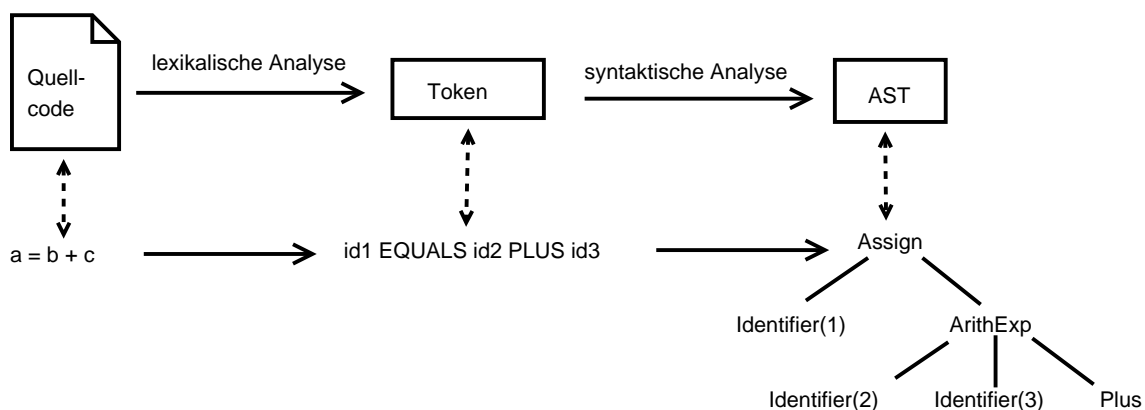 Quell-
code
lexikalische Analyse
Token
syntaktische Analyse
AST
a = b + c
id1 EQUALS id2 PLUS id3
Assign
Identifier(1)
ArithExp
Identifier(2)
Identifier(3)
Plus